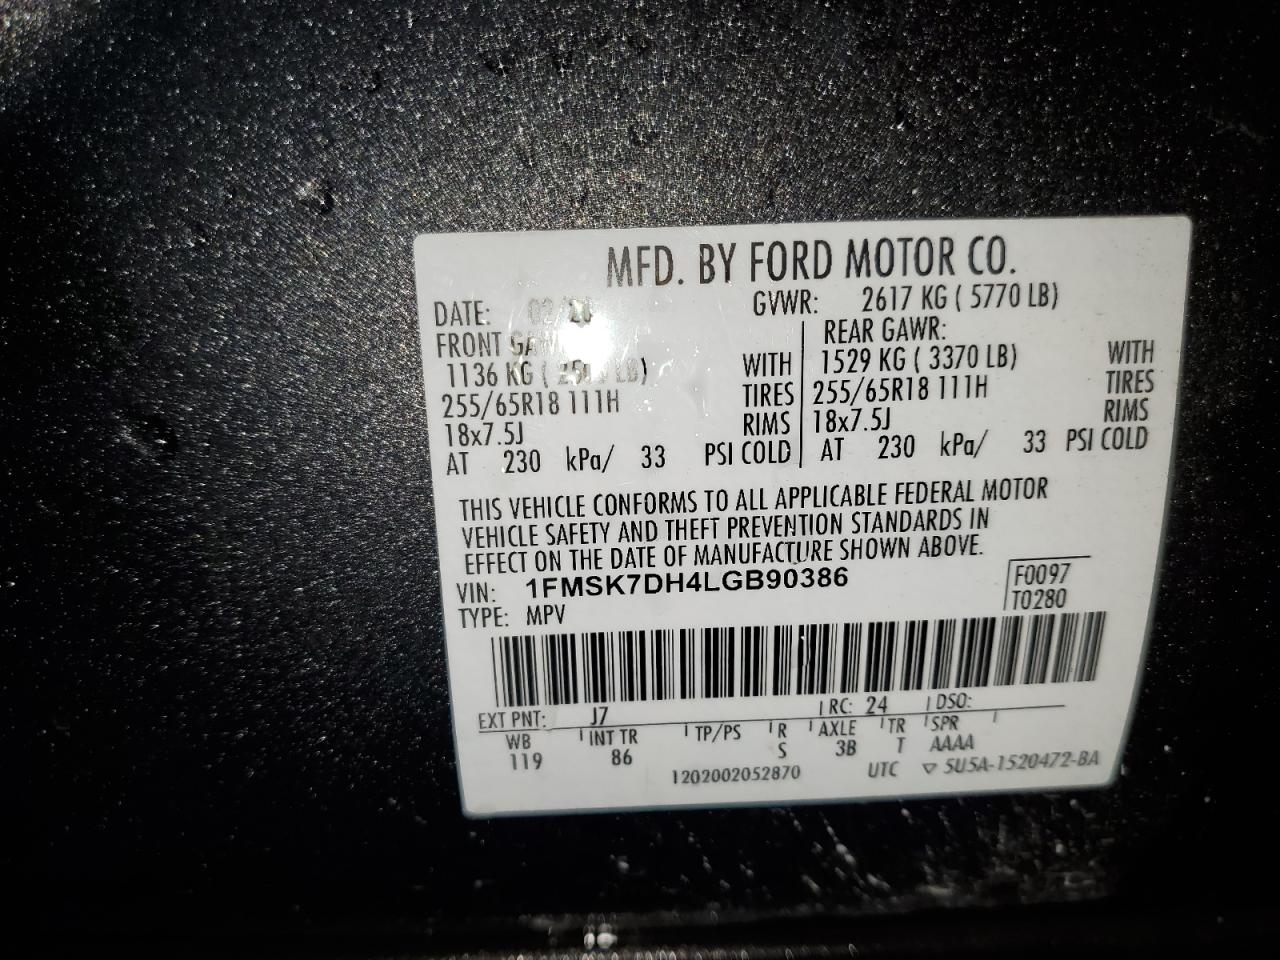 MFD. BY FORD MOTOR CO.
DATE: 02/20 GVWR: 2617 KG ( 5770 LB)
FRONT REAR GAWR:
1136 KG ( LB) WITH 1529 KG ( 3370 LB) WITH
255/65R18 111H TIRES 255/65R18 111H TIRES
18x7.5J RIMS 18x7.5J RIMS
AT 230 kPa/ 33 PSI COLD AT 230 kPa/ 33 PSI COLD
THIS VEHICLE CONFORMS TO ALL APPLICABLE FEDERAL MOTOR
VEHICLE SAFETY AND THEFT PREVENTION STANDARDS IN
EFFECT ON THE DATE OF MANUFACTURE SHOWN ABOVE.
VIN: 1FMSK7DH4LGB90386 F0097
TYPE: MPV T0280
EXT PNT: J7 RC: 24 DSO:
WB INT TR TP/PS R AXLE TR SPR
119 86 S 3B T AAAA
1202002052870 UTC ▽ 5U5A-1520472-BA